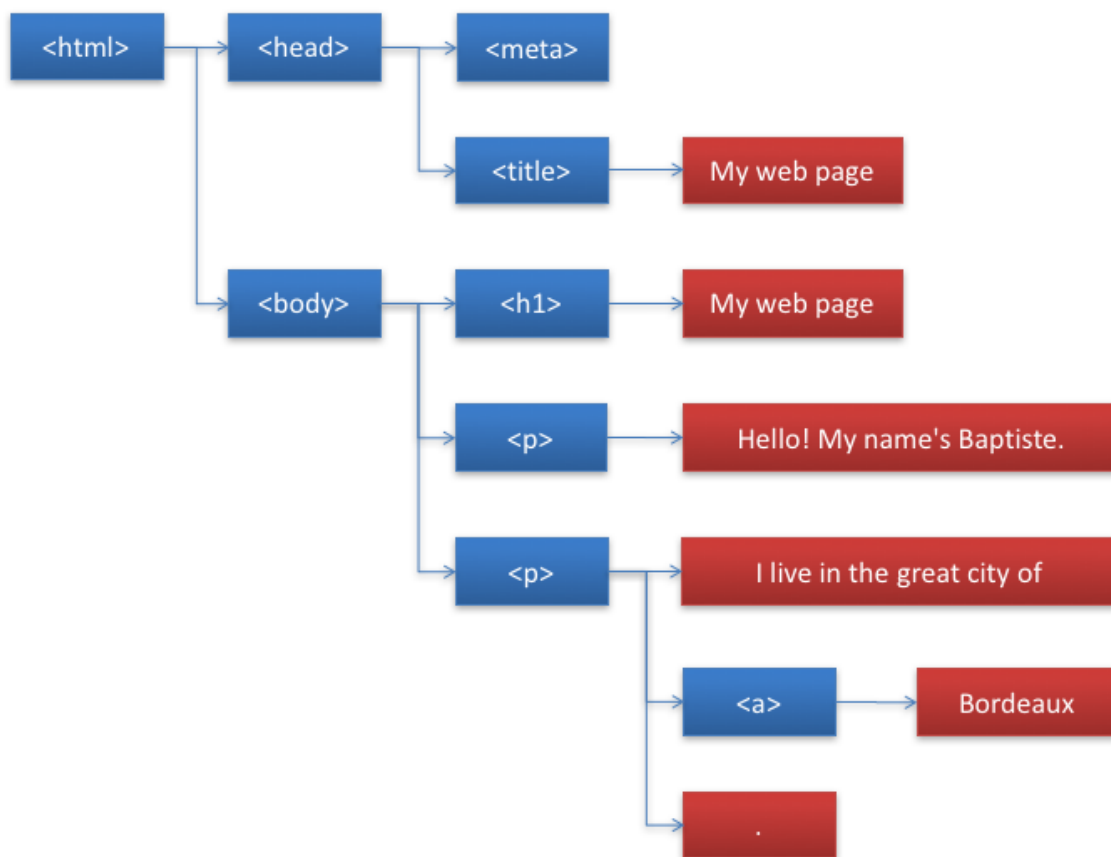 <html>
<head>
<meta>
<title>
My web page
<body>
<h1>
My web page
<p>
Hello! My name's Baptiste.
<p>
I live in the great city of
<a>
Bordeaux
.